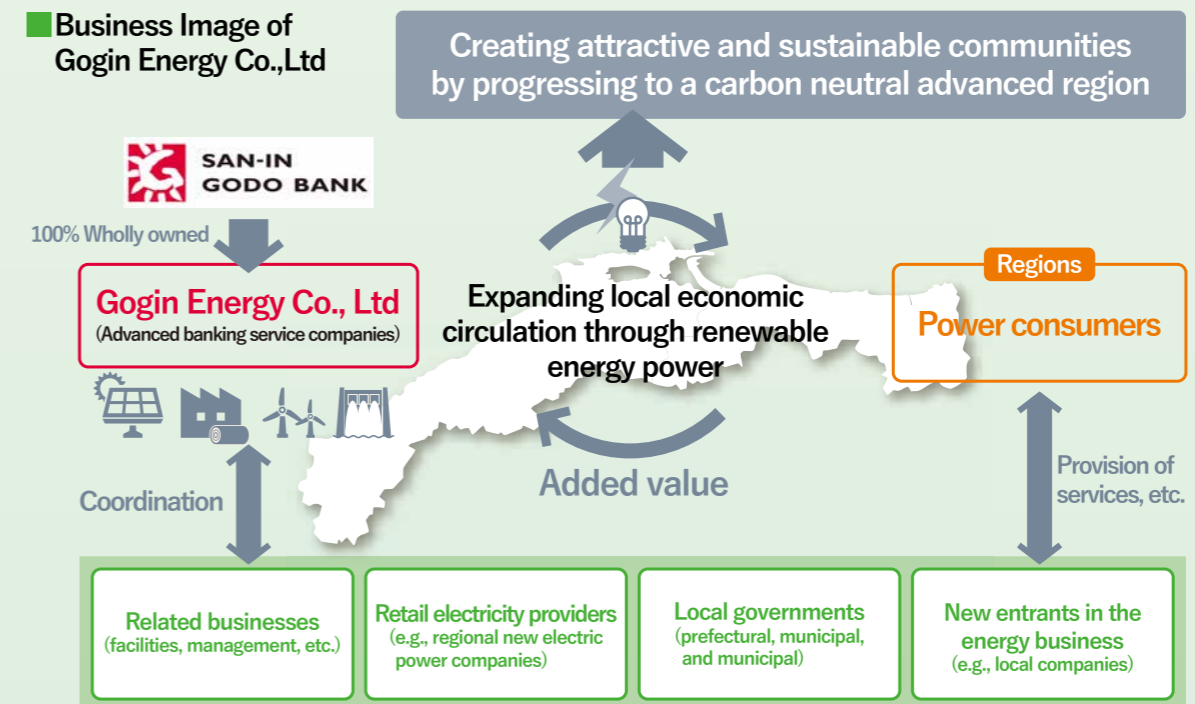 Business Image of
Gogin Energy Co.,Ltd
Creating attractive and sustainable communities
by progressing to a carbon neutral advanced region
SAN-IN
GODO BANK
100% Wholly owned
Gogin Energy Co., Ltd
(Advanced banking service companies)
Expanding local economic
circulation through renewable
energy power
Regions
Power consumers
Coordination
Added value
Provision of
services, etc.
Related businesses
(facilities, management, etc.)
Retail electricity providers
(e.g., regional new electric
power companies)
Local governments
(prefectural, municipal,
and municipal)
New entrants in the
energy business
(e.g., local companies)